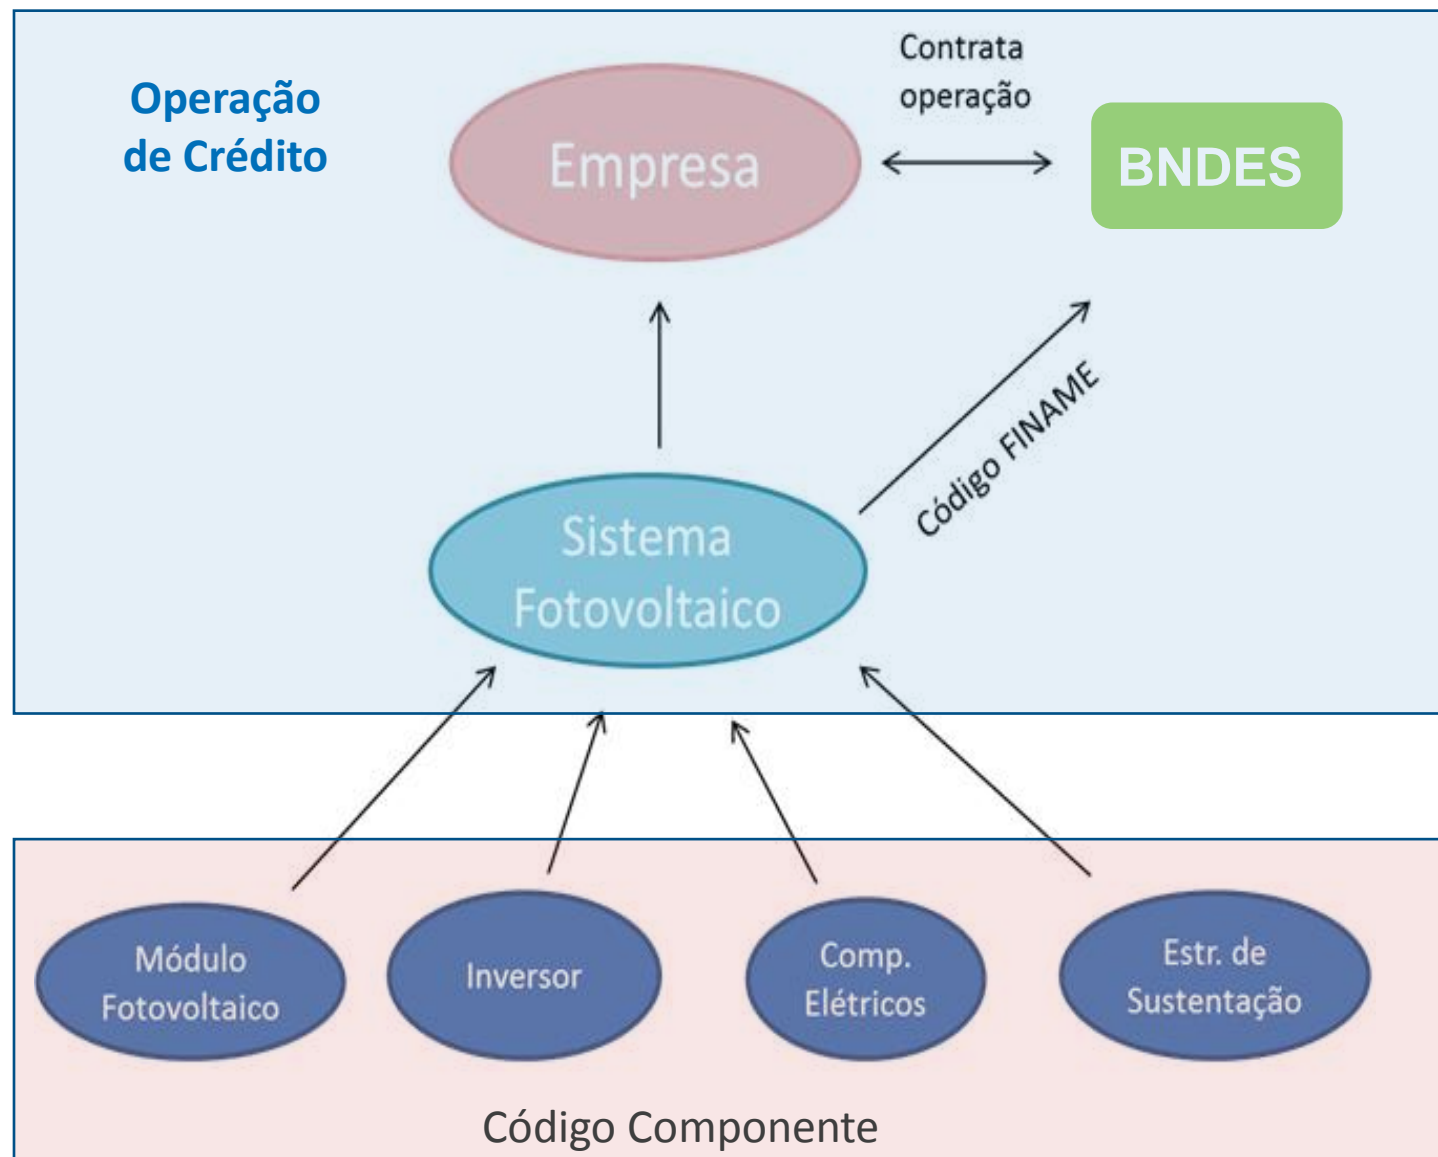 Operação
de Crédito
Contrata
operação
Empresa
BNDES
Código FINAME
Sistema
Fotovoltaico
Módulo
Fotovoltaico
Inversor
Comp.
Elétricos
Estr. de
Sustentação
Código Componente